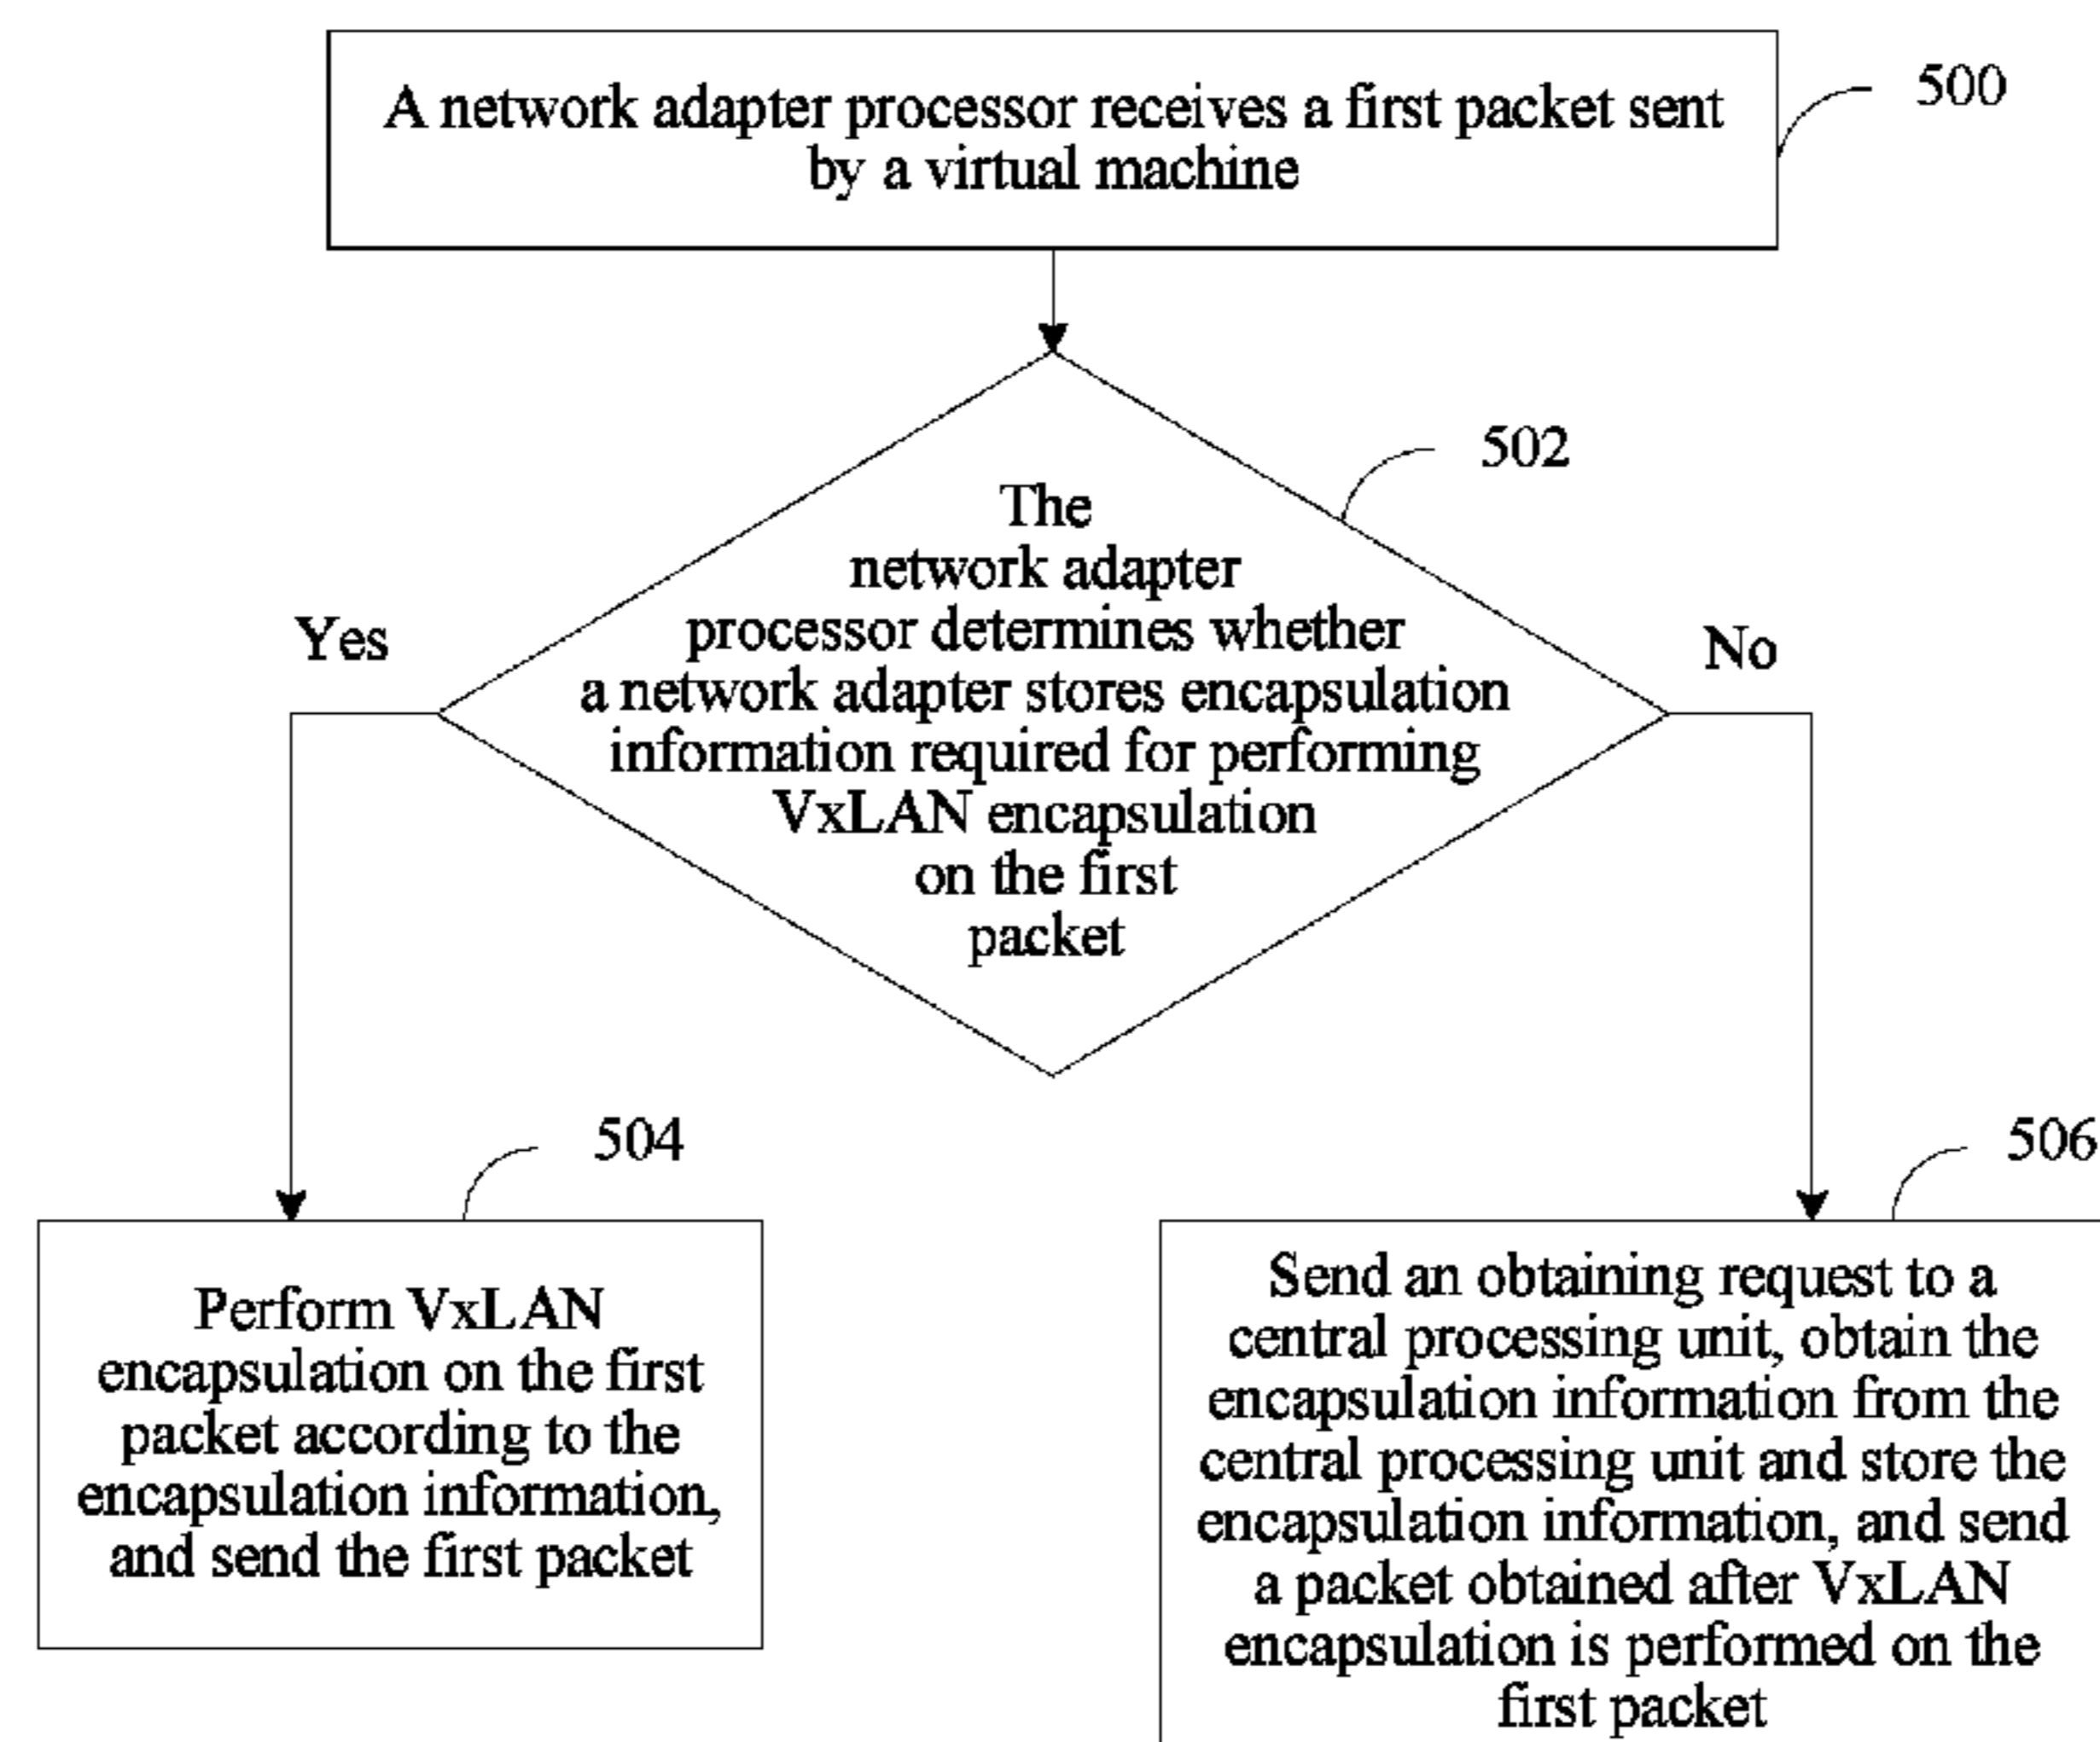 A network adapter processor receives a first packet sent
by a virtual machine
500
502
The
network adapter
processor determines whether
a network adapter stores encapsulation
information required for performing
VxLAN encapsulation
on the first
packet
Yes
No
504
Perform VxLAN
encapsulation on the first
packet according to the
encapsulation information,
and send the first packet
506
Send an obtaining request to a
central processing unit, obtain the
encapsulation information from the
central processing unit and store the
encapsulation information, and send
a packet obtained after VxLAN
encapsulation is performed on the
first packet